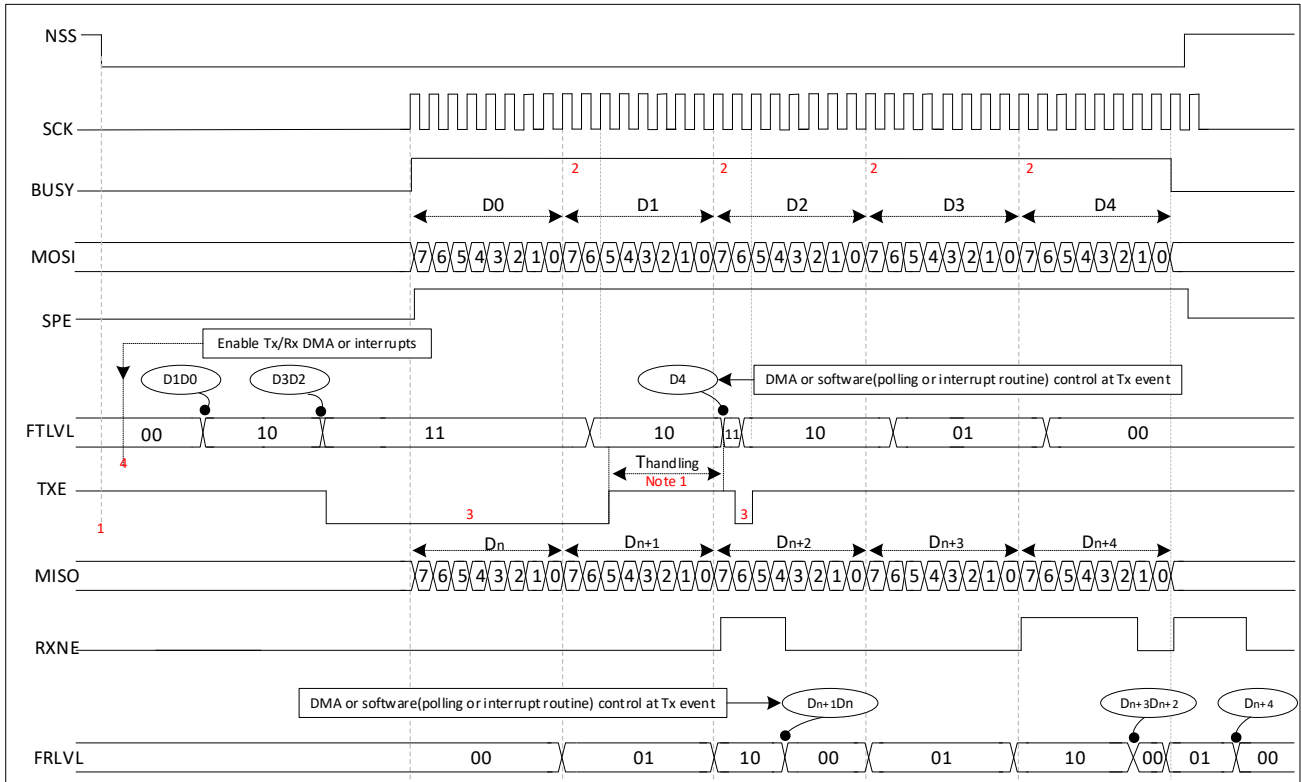 NSS
SCK
BUSY
2 2 2 2
D0 D1 D2 D3 D4
MOSI
7 6 5 4 3 2 1 0 7 6 5 4 3 2 1 0 7 6 5 4 3 2 1 0 7 6 5 4 3 2 1 0 7 6 5 4 3 2 1 0
SPE
Enable Tx/Rx DMA or interrupts
D1D0 D3D2 D4 DMA or software(polling or interrupt routine) control at Tx event
FTLVL 00 10 11 10 11 10 01 00
4
Thandling
Note 1
TXE
1 3 3
Dn Dn+1 Dn+2 Dn+3 Dn+4
MISO
7 6 5 4 3 2 1 0 7 6 5 4 3 2 1 0 7 6 5 4 3 2 1 0 7 6 5 4 3 2 1 0 7 6 5 4 3 2 1 0
RXNE
DMA or software(polling or interrupt routine) control at Tx event Dn+1Dn Dn+3Dn+2 Dn+4
FRLVL 00 01 10 00 01 10 00 01 00